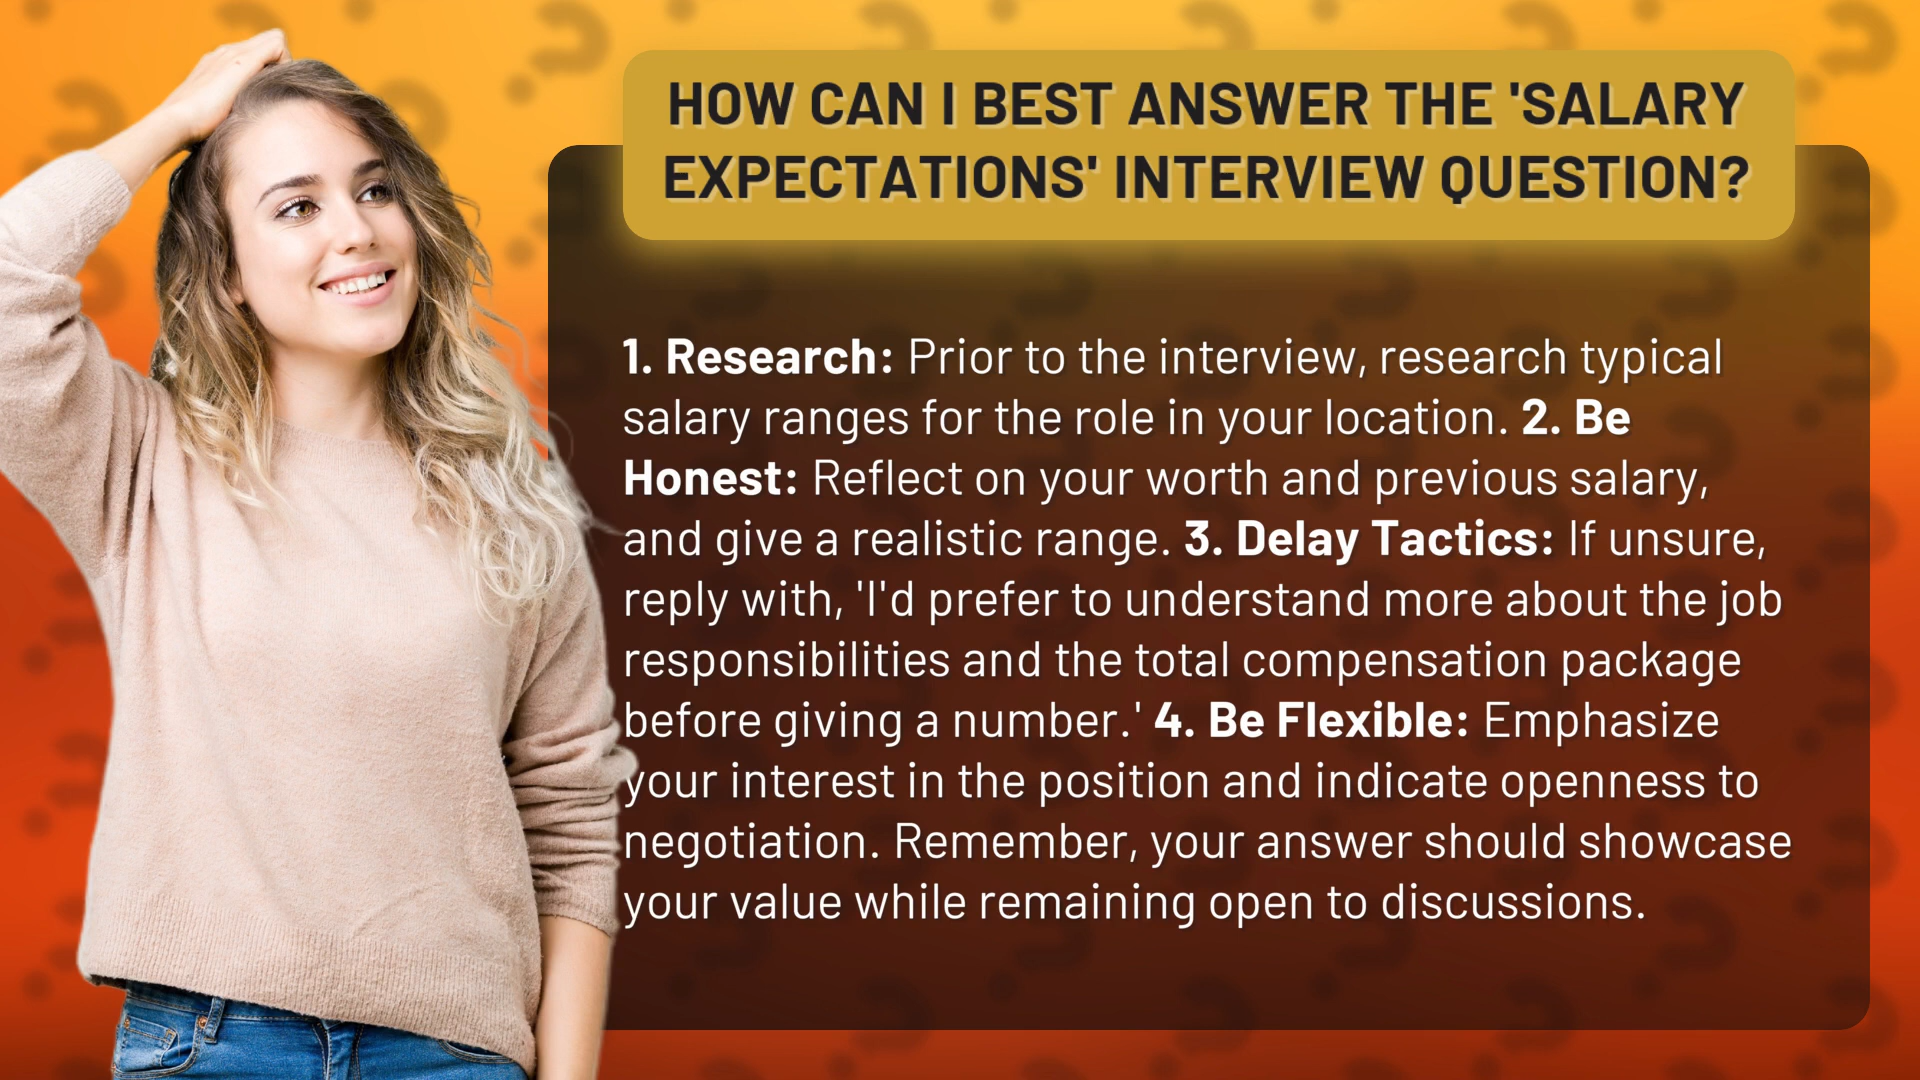 HOW CAN I BEST ANSWER THE 'SALARY
EXPECTATIONS' INTERVIEW QUESTION?
1. Research: Prior to the interview, research typical
salary ranges for the role in your location. 2. Be
Honest: Reflect on your worth and previous salary,
and give a realistic range. 3. Delay Tactics: If unsure,
reply with, 'I'd prefer to understand more about the job
responsibilities and the total compensation package
before giving a number.' 4. Be Flexible: Emphasize
your interest in the position and indicate openness to
negotiation. Remember, your answer should showcase
your value while remaining open to discussions.